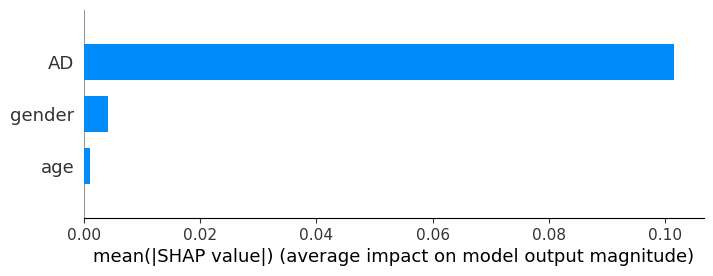 AD
gender
age
0.00 0.02 0.04 0.06 0.08 0.10
mean(|SHAP value|) (average impact on model output magnitude)